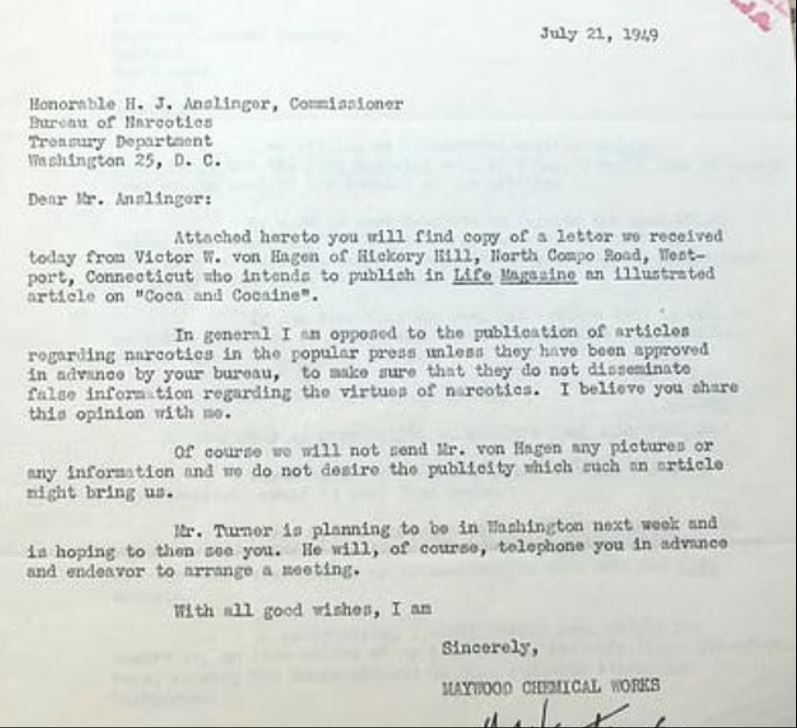 July 21, 1949
Honorable H. J. Anslinger, Commissioner
Bureau of Narcotics
Treasury Department
Washington 25, D. C.
Dear Mr. Anslinger:
Attached hereto you will find copy of a letter we received
today from Victor W. von Hagen of Hickory Hill, North Compo Road, West-
port, Connecticut who intends to publish in Life Magazine an illustrated
article on "Coca and Cocaine".
In general I am opposed to the publication of articles
regarding narcotics in the popular press unless they have been approved
in advance by your bureau, to make sure that they do not disseminate
false information regarding the virtues of narcotics. I believe you share
this opinion with me.
Of course we will not send Mr. von Hagen any pictures or
any information and we do not desire the publicity which such an article
might bring us.
Mr. Turner is planning to be in Washington next week and
is hoping to then see you. He will, of course, telephone you in advance
and endeavor to arrange a meeting.
With all good wishes, I am
Sincerely,
MAYWOOD CHEMICAL WORKS